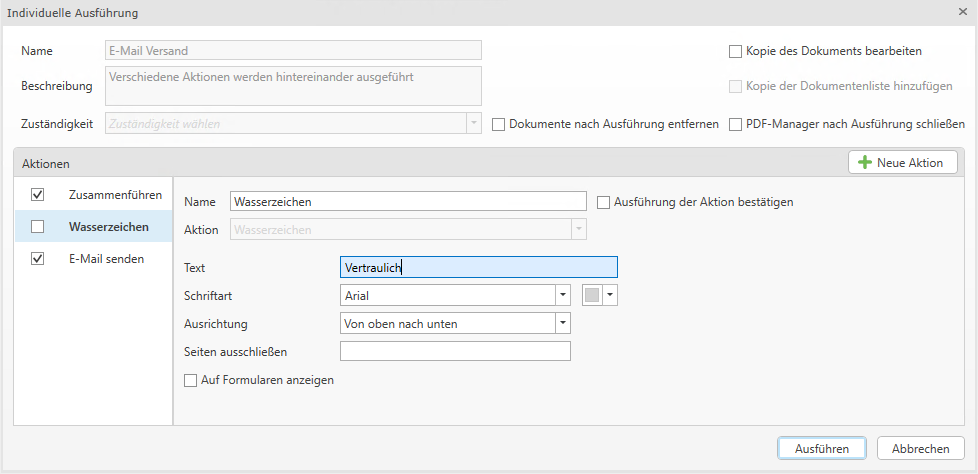 Individuelle Ausführung
Name E-Mail Versand Kopie des Dokuments bearbeiten
Beschreibung Verschiedene Aktionen werden hintereinander ausgeführt Kopie der Dokumentenliste hinzufügen
Zuständigkeit Zuständigkeit wählen Dokumente nach Ausführung entfernen PDF-Manager nach Ausführung schließen
Aktionen Neue Aktion
Zusammenführen
Wasserzeichen
E-Mail senden
Name Wasserzeichen Ausführung der Aktion bestätigen
Aktion Wasserzeichen
Text Vertraulich
Schriftart Arial
Ausrichtung Von oben nach unten
Seiten ausschließen
Auf Formularen anzeigen
Ausführen Abbrechen